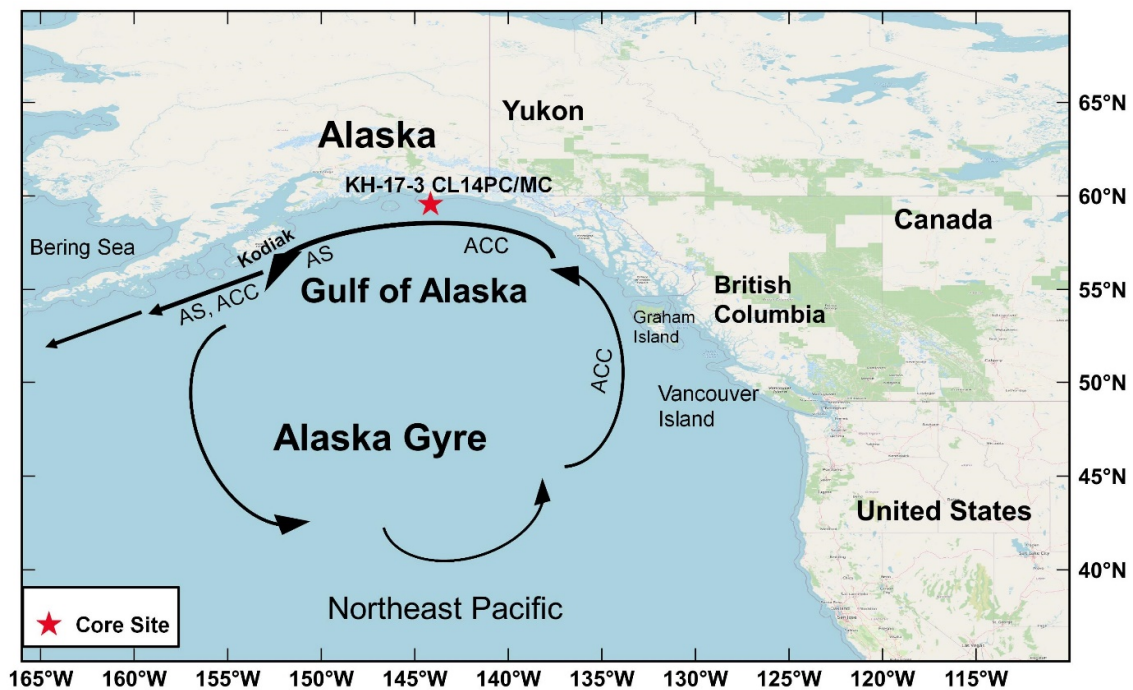 Yukon
Alaska
KH-17-3 CL14PC/MC
Canada
Bering Sea
Kodiak
AS
ACC
AS, ACC
Gulf of Alaska
British
Columbia
Graham
Island
ACC
Vancouver
Island
Alaska Gyre
United States
Northeast Pacific
Core Site
65°N
60°N
55°N
50°N
45°N
40°N
165°W
160°W
155°W
150°W
145°W
140°W
135°W
130°W
125°W
120°W
115°W